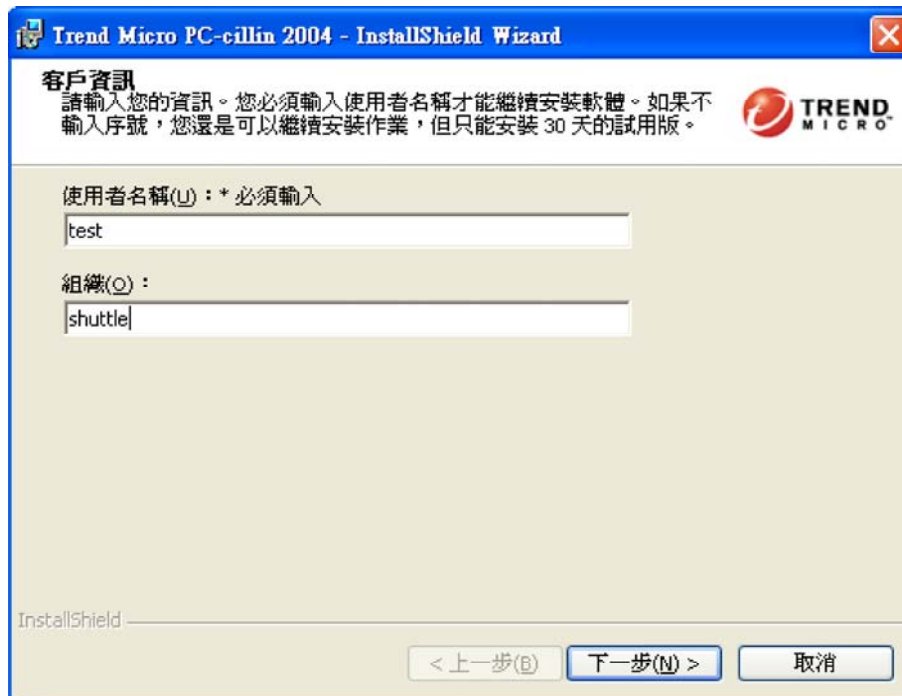 Trend Micro PC-cillin 2004 - InstallShield Wizard
客戶資訊
請輸入您的資訊。您必須輸入使用者名稱才能繼續安裝軟體。如果不
輸入序號，您還是可以繼續安裝作業，但只能安裝 30 天的試用版。
TREND
MICRO
使用者名稱(U)：* 必須輸入
test
組織(O)：
shuttle
InstallShield
< 上一步(B)
下一步(N) >
取消